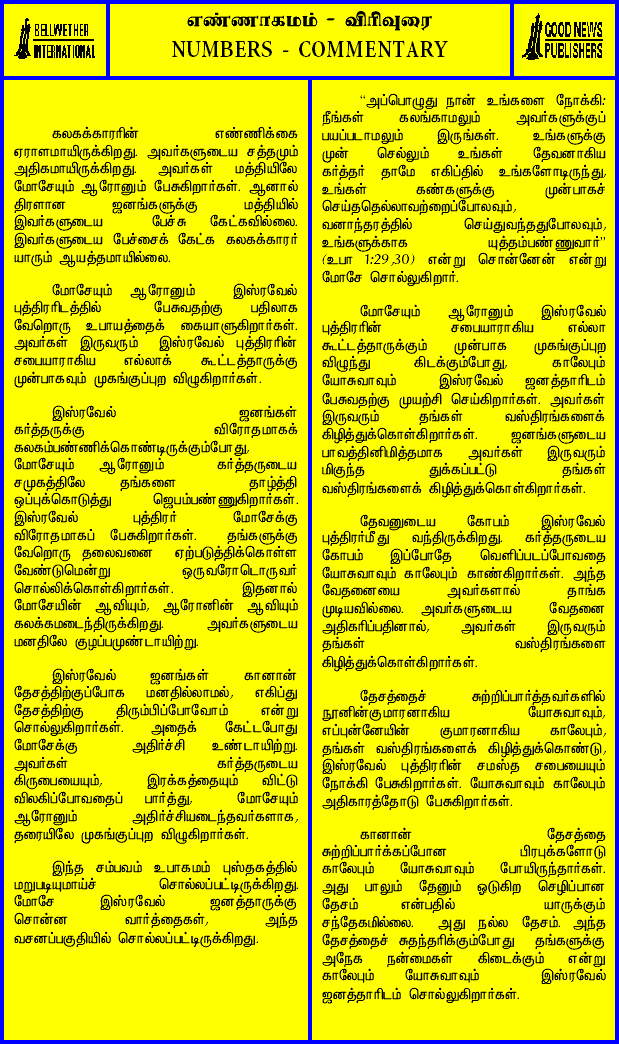 BELLWETHER
INTERNATIONAL
எண்ணாகமம் - விரிவுரை
NUMBERS - COMMENTARY
GOOD NEWS
PUBLISHERS
கலகக்காரரின் எண்ணிக்கை
ஏராளமாயிருக்கிறது. அவர்களுடைய சத்தமும்
அதிகமாயிருக்கிறது. அவர்கள் மத்தியிலே
மோசேயும் ஆரோனும் பேசுகிறார்கள். ஆனால்
திரளான ஜனங்களுக்கு மத்தியில்
இவர்களுடைய பேச்சு கேட்கவில்லை.
இவர்களுடைய பேச்சைக் கேட்க கலகக்காரர்
யாரும் ஆயத்தமாயில்லை.
மோசேயும் ஆரோனும் இஸ்ரவேல்
புத்திரரிடத்தில் பேசுவதற்கு பதிலாக
வேறொரு உபாயத்தைக் கையாளுகிறார்கள்.
அவர்கள் இருவரும் இஸ்ரவேல் புத்திரரின்
சபையாராகிய எல்லாக் கூட்டத்தாருக்கு
முன்பாகவும் முகங்குப்புற விழுகிறார்கள்.
இஸ்ரவேல் ஜனங்கள்
கர்த்தருக்கு விரோதமாகக்
கலகம்பண்ணிக்கொண்டிருக்கும்போது,
மோசேயும் ஆரோனும் கர்த்தருடைய
சமுகத்திலே தங்களை தாழ்த்தி
ஒப்புக்கொடுத்து ஜெபம்பண்ணுகிறார்கள்.
இஸ்ரவேல் புத்திரர் மோசேக்கு
விரோதமாகப் பேசுகிறார்கள். தங்களுக்கு
வேறொரு தலைவனை ஏற்படுத்திக்கொள்ள
வேண்டுமென்று ஒருவரோடொருவர்
சொல்லிக்கொள்கிறார்கள். இதனால்
மோசேயின் ஆவியும், ஆரோனின் ஆவியும்
கலக்கமடைந்திருக்கிறது. அவர்களுடைய
மனதிலே குழப்பமுண்டாயிற்று.
இஸ்ரவேல் ஜனங்கள் கானான்
தேசத்திற்குப்போக மனதில்லாமல், எகிப்து
தேசத்திற்கு திரும்பிப்போவோம் என்று
சொல்லுகிறார்கள். அதைக் கேட்டபோது
மோசேக்கு அதிர்ச்சி உண்டாயிற்று.
அவர்கள் கர்த்தருடைய
கிருபையையும், இரக்கத்தையும் விட்டு
விலகிப்போவதைப் பார்த்து, மோசேயும்
ஆரோனும் அதிர்ச்சியடைந்தவர்களாக,
தரையிலே முகங்குப்புற விழுகிறார்கள்.
இந்த சம்பவம் உபாகமம் புஸ்தகத்தில்
மறுபடியுமாய்ச் சொல்லப்பட்டிருக்கிறது.
மோசே இஸ்ரவேல் ஜனத்தாருக்கு
சொன்ன வார்த்தைகள், அந்த
வசனப்பகுதியில் சொல்லப்பட்டிருக்கிறது.
“அப்பொழுது நான் உங்களை நோக்கி:
நீங்கள் கலங்காமலும் அவர்களுக்குப்
பயப்படாமலும் இருங்கள். உங்களுக்கு
முன் செல்லும் உங்கள் தேவனாகிய
கர்த்தர் தாமே எகிப்தில் உங்களோடிருந்து,
உங்கள் கண்களுக்கு முன்பாகச்
செய்ததெல்லாவற்றைப்போலவும்,
வனாந்தரத்தில் செய்துவந்ததுபோலவும்,
உங்களுக்காக யுத்தம்பண்ணுவார்”
(உபா 1:29,30) என்று சொன்னேன் என்று
மோசே சொல்லுகிறார்.
மோசேயும் ஆரோனும் இஸ்ரவேல்
புத்திரரின் சபையாராகிய எல்லா
கூட்டத்தாருக்கும் முன்பாக முகங்குப்புற
விழுந்து கிடக்கும்போது, காலேபும்
யோசுவாவும் இஸ்ரவேல் ஜனத்தாரிடம்
பேசுவதற்கு முயற்சி செய்கிறார்கள். அவர்கள்
இருவரும் தங்கள் வஸ்திரங்களைக்
கிழித்துக்கொள்கிறார்கள். ஜனங்களுடைய
பாவத்தினிமித்தமாக அவர்கள் இருவரும்
மிகுந்த துக்கப்பட்டு தங்கள்
வஸ்திரங்களைக் கிழித்துக்கொள்கிறார்கள்.
தேவனுடைய கோபம் இஸ்ரவேல்
புத்திரர்மீது வந்திருக்கிறது. கர்த்தருடைய
கோபம் இப்போதே வெளிப்படப்போவதை
யோசுவாவும் காலேபும் காண்கிறார்கள். அந்த
வேதனையை அவர்களால் தாங்க
முடியவில்லை. அவர்களுடைய வேதனை
அதிகரிப்பதினால், அவர்கள் இருவரும்
தங்கள் வஸ்திரங்களை
கிழித்துக்கொள்கிறார்கள்.
தேசத்தைச் சுற்றிப்பார்த்தவர்களில்
நூனின்குமாரனாகிய யோசுவாவும்,
எப்புன்னேயின் குமாரனாகிய காலேபும்,
தங்கள் வஸ்திரங்களைக் கிழித்துக்கொண்டு,
இஸ்ரவேல் புத்திரரின் சமஸ்த சபையையும்
நோக்கி பேசுகிறார்கள். யோசுவாவும் காலேபும்
அதிகாரத்தோடு பேசுகிறார்கள்.
கானான் தேசத்தை
சுற்றிப்பார்க்கப்போன பிரபுக்களோடு
காலேபும் யோசுவாவும் போயிருந்தார்கள்.
அது பாலும் தேனும் ஓடுகிற செழிப்பான
தேசம் என்பதில் யாருக்கும்
சந்தேகமில்லை. அது நல்ல தேசம். அந்த
தேசத்தைச் சுதந்தரிக்கும்போது தங்களுக்கு
அநேக நன்மைகள் கிடைக்கும் என்று
காலேபும் யோசுவாவும் இஸ்ரவேல்
ஜனத்தாரிடம் சொல்லுகிறார்கள்.